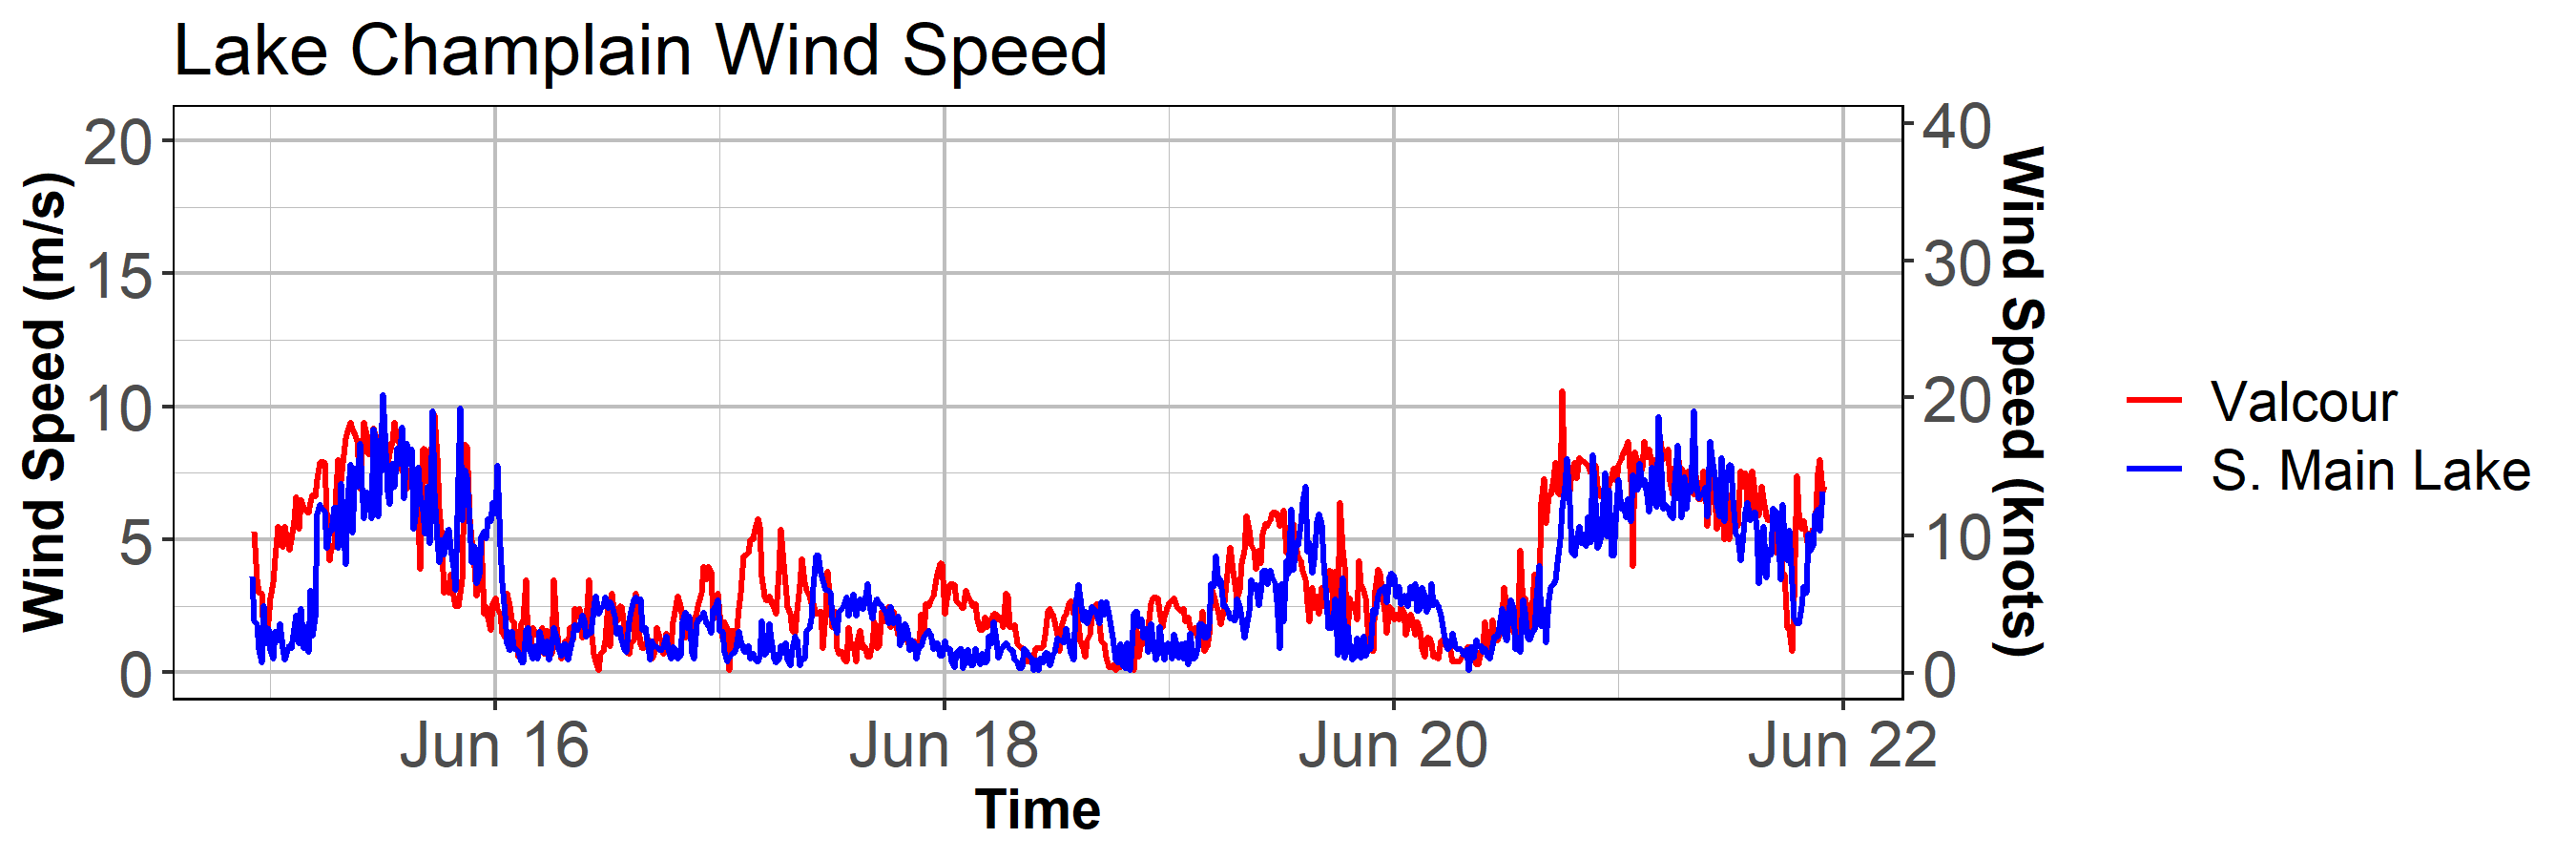 Lake Champlain Wind Speed
Wind Speed (m/s)
20
15
10
5
0
40
30
20
10
0
Wind Speed (knots)
Jun 16
Jun 18
Jun 20
Jun 22
Time
Valcour
S. Main Lake